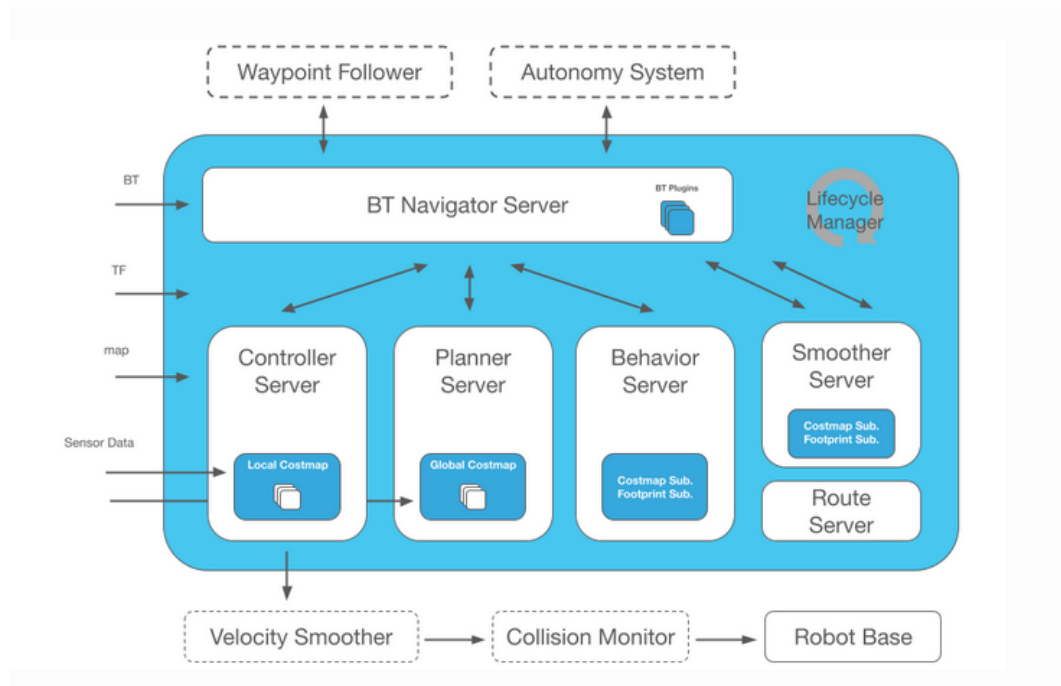 Waypoint Follower
Autonomy System
BT
BT Navigator Server
BT Plugins
Lifecycle
Manager
TF
map
Sensor Data
Controller
Server
Local Costmap
Planner
Server
Global Costmap
Behavior
Server
Costmap Sub.
Footprint Sub.
Smoother
Server
Costmap Sub.
Footprint Sub.
Route
Server
Velocity Smoother
Collision Monitor
Robot Base